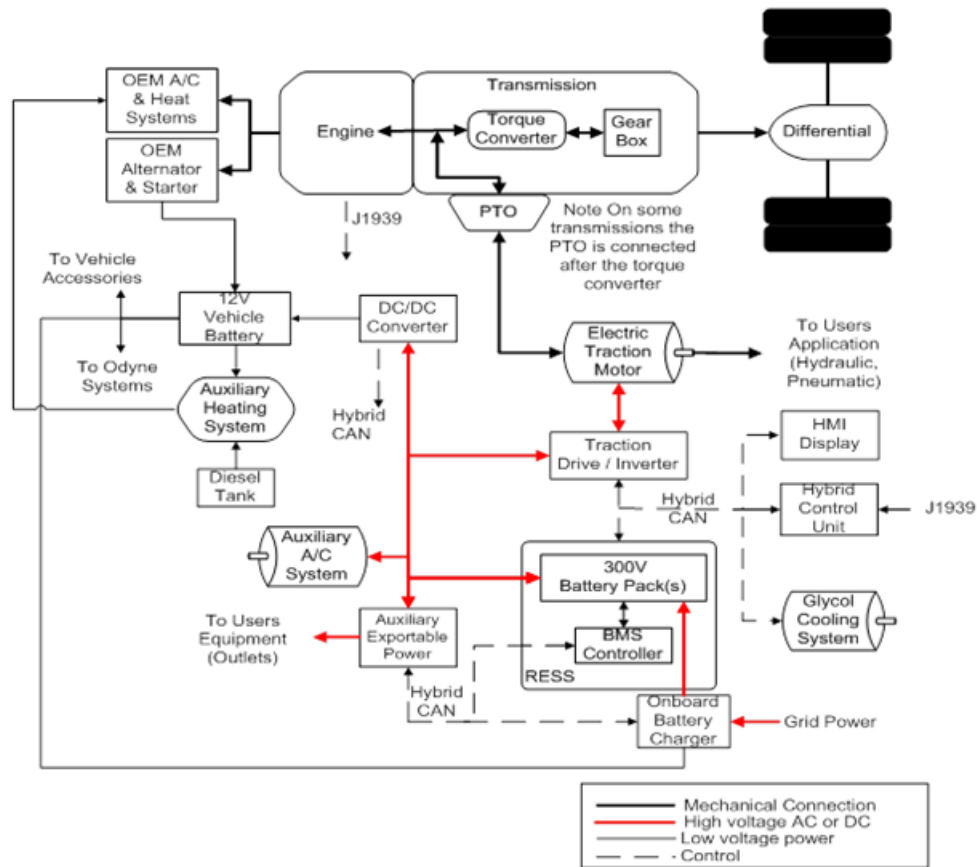 OEM A/C
& Heat
Systems
OEM
Alternator
& Starter
Engine
Transmission
Torque
Converter
Gear
Box
Differential
J1939
PTO
Note On some
transmissions the
PTO is connected
after the torque
converter
To Vehicle
Accessories
12V
Vehicle
Battery
DC/DC
Converter
Electric
Traction
Motor
To Users
Application
(Hydraulic,
Pneumatic)
To Odyne
Systems
Auxiliary
Heating
System
Hybrid
CAN
Diesel
Tank
Traction
Drive / Inverter
HMI
Display
Hybrid
CAN
Hybrid
Control
Unit
J1939
Auxiliary
A/C
System
300V
Battery Pack(s)
Glycol
Cooling
System
To Users
Equipment
(Outlets)
Auxiliary
Exportable
Power
BMS
Controller
RESS
Hybrid
CAN
Onboard
Battery
Charger
Grid Power
Mechanical Connection
High voltage AC or DC
Low voltage power
Control